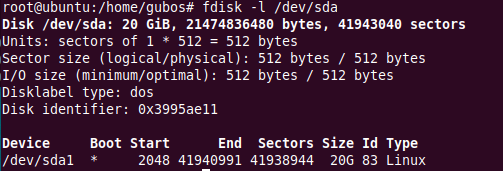 root@ubuntu:/home/gubos# fdisk -l /dev/sda
Disk /dev/sda: 20 GiB, 21474836480 bytes, 41943040 sectors
Units: sectors of 1 * 512 = 512 bytes
Sector size (logical/physical): 512 bytes / 512 bytes
I/O size (minimum/optimal): 512 bytes / 512 bytes
Disklabel type: dos
Disk identifier: 0x3995ae11

Device     Boot Start      End  Sectors Size Id Type
/dev/sda1  *     2048 41940991 41938944  20G 83 Linux